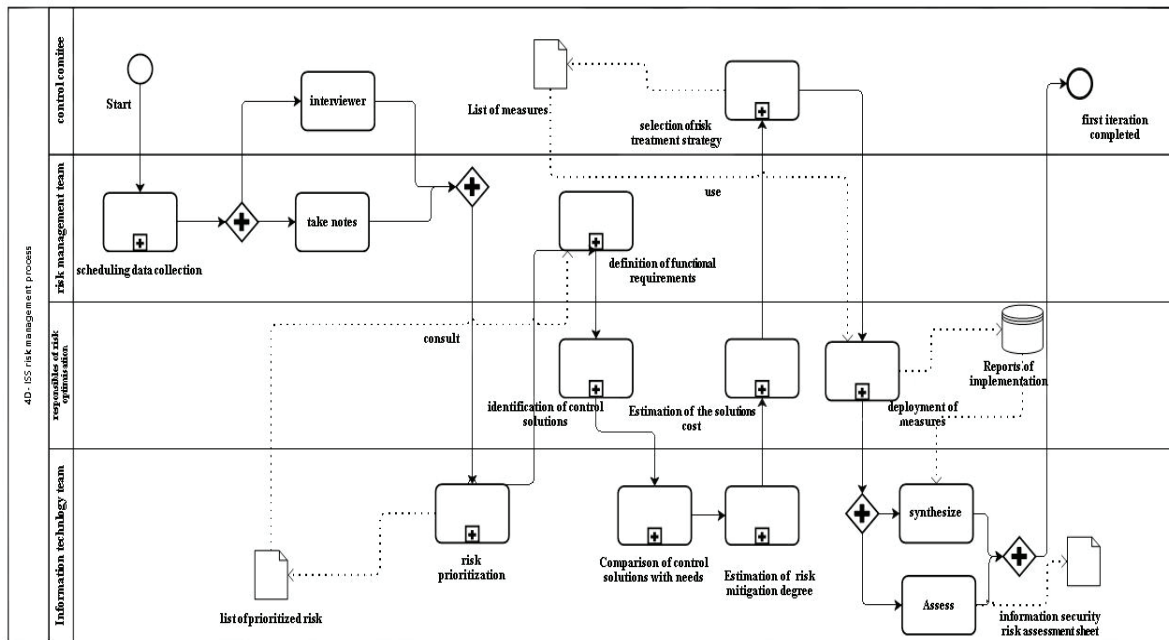 4D- ISS risk management process
control comitee
Start
interviewer
List of measures
selection of risk
treatment strategy
first iteration
completed
risk management team
scheduling data collection
take notes
definition of functional
requirements
use
responsibles of risk
optimisation
consult
identification of control
solutions
Estimation of the solutions
cost
deployment of
measures
Reports of
implementation
Information technlogy team
list of prioritized risk
risk
prioritization
Comparison of control
solutions with needs
Estimation of risk
mitigation degree
synthesize
Assess
information security
risk assessment sheet